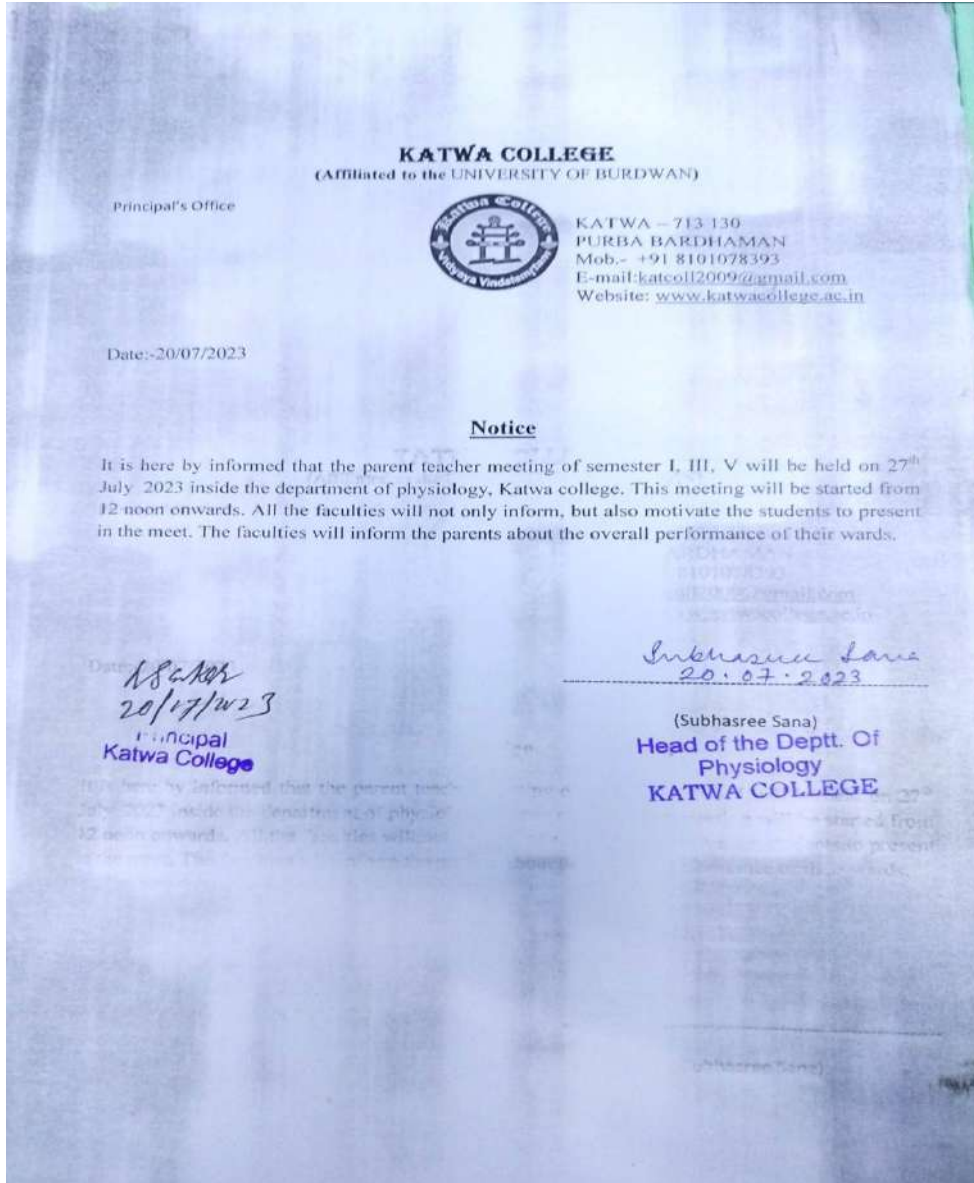 KATWA COLLEGE
(Affiliated to the UNIVERSITY OF BURDWAN)
Principal's Office
Katwa College
KATWA – 713 130
PURBA BARDHAMAN
Mob.- +91 8101078393
E-mail:katcoll2009@gmail.com
Website: www.katwacollege.ac.in
Date:-20/07/2023
Notice
It is here by informed that the parent teacher meeting of semester I, III, V will be held on 27th
July 2023 inside the department of physiology, Katwa college. This meeting will be started from
12 noon onwards. All the faculties will not only inform, but also motivate the students to present
in the meet. The faculties will inform the parents about the overall performance of their wards.
Subhasree Sana
20.07.2023
(Subhasree Sana)
Head of the Deptt. Of
Physiology
KATWA COLLEGE
20/07/2023
Principal
Katwa College